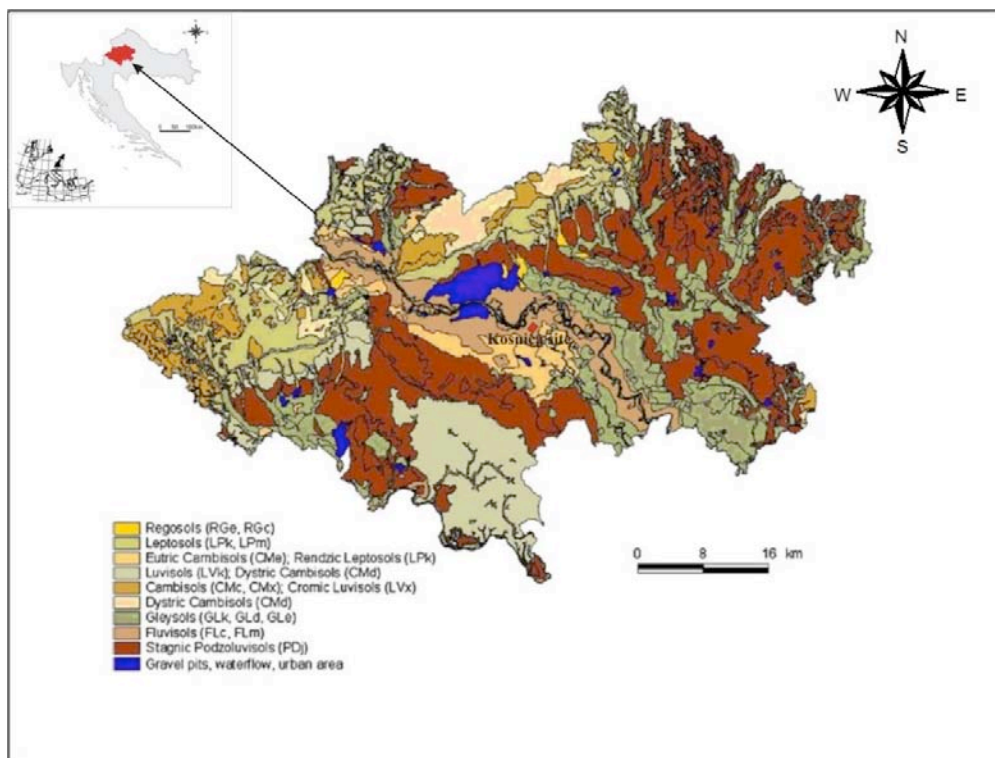 N
W E
S
Kosnica site
Regosols (RGe, RGc)
Leptosols (LPk, LPm)
Eutric Cambisols (CMe); Rendzic Leptosols (LPk)
Luvisols (LVk); Dystric Cambisols (CMd)
Cambisols (CMc, CMx); Cromic Luvisols (LVx)
Dystric Cambisols (CMd)
Gleysols (GLk, GLd, GLe)
Fluvisols (FLc, FLm)
Stagnic Podzoluvisols (PDj)
Gravel pits, waterflow, urban area
0 8 16 km